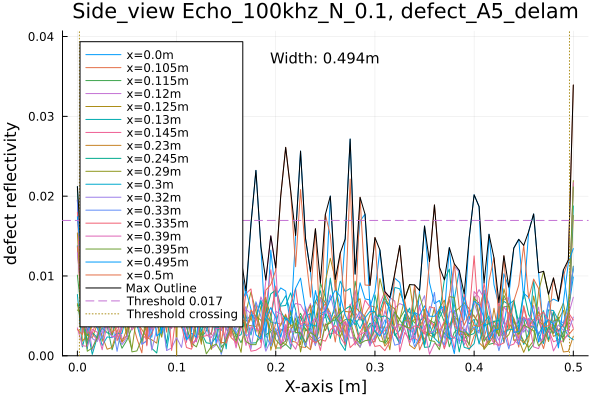 Side_view Echo_100khz_N_0.1, defect_A5_delam
Width: 0.494m
defect reflectivity
0.04
0.03
0.02
0.01
0.00
x=0.0m
x=0.105m
x=0.115m
x=0.12m
x=0.125m
x=0.13m
x=0.145m
x=0.23m
x=0.245m
x=0.29m
x=0.3m
x=0.32m
x=0.33m
x=0.335m
x=0.39m
x=0.395m
x=0.495m
x=0.5m
Max Outline
Threshold 0.017
Threshold crossing
0.0 0.1 0.2 0.3 0.4 0.5
X-axis [m]